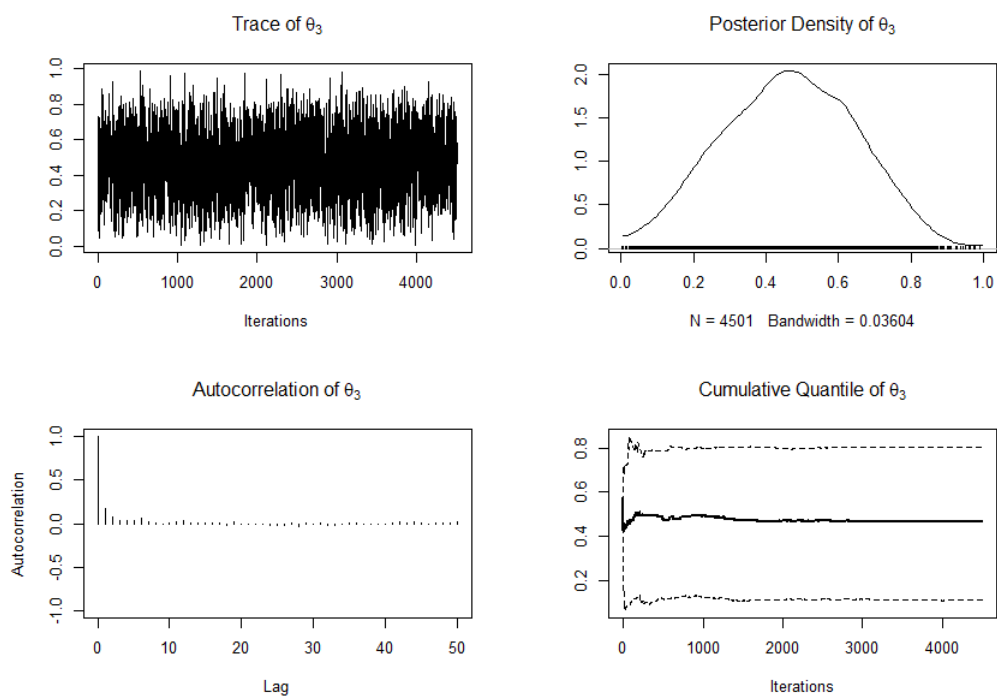 Trace of θ₃
1.0
0.8
0.6
0.4
0.2
0.0
0 1000 2000 3000 4000
Iterations
Posterior Density of θ₃
2.0
1.5
1.0
0.5
0.0
0.0 0.2 0.4 0.6 0.8 1.0
N = 4501 Bandwidth = 0.03604
Autocorrelation of θ₃
Autocorrelation
1.0
0.5
0.0
-0.5
-1.0
0 10 20 30 40 50
Lag
Cumulative Quantile of θ₃
0.8
0.6
0.4
0.2
0 1000 2000 3000 4000
Iterations